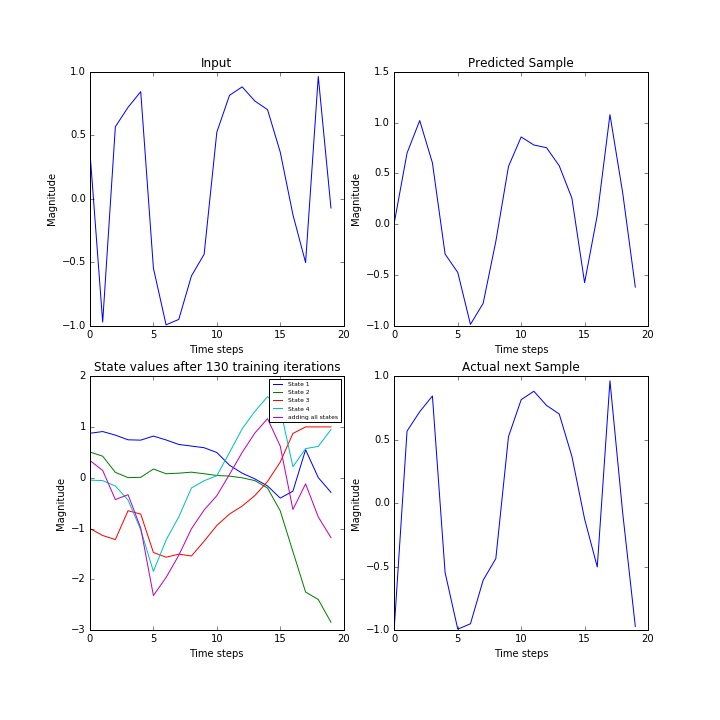 Input
Magnitude
1.0
0.5
0.0
−0.5
−1.0
0 5 10 15 20
Time steps
Predicted Sample
Magnitude
1.5
1.0
0.5
0.0
−0.5
−1.0
0 5 10 15 20
Time steps
State values after 130 training iterations
Magnitude
2
1
0
−1
−2
−3
0 5 10 15 20
Time steps
State 1
State 2
State 3
State 4
adding all states
Actual next Sample
Magnitude
1.0
0.5
0.0
−0.5
−1.0
0 5 10 15 20
Time steps